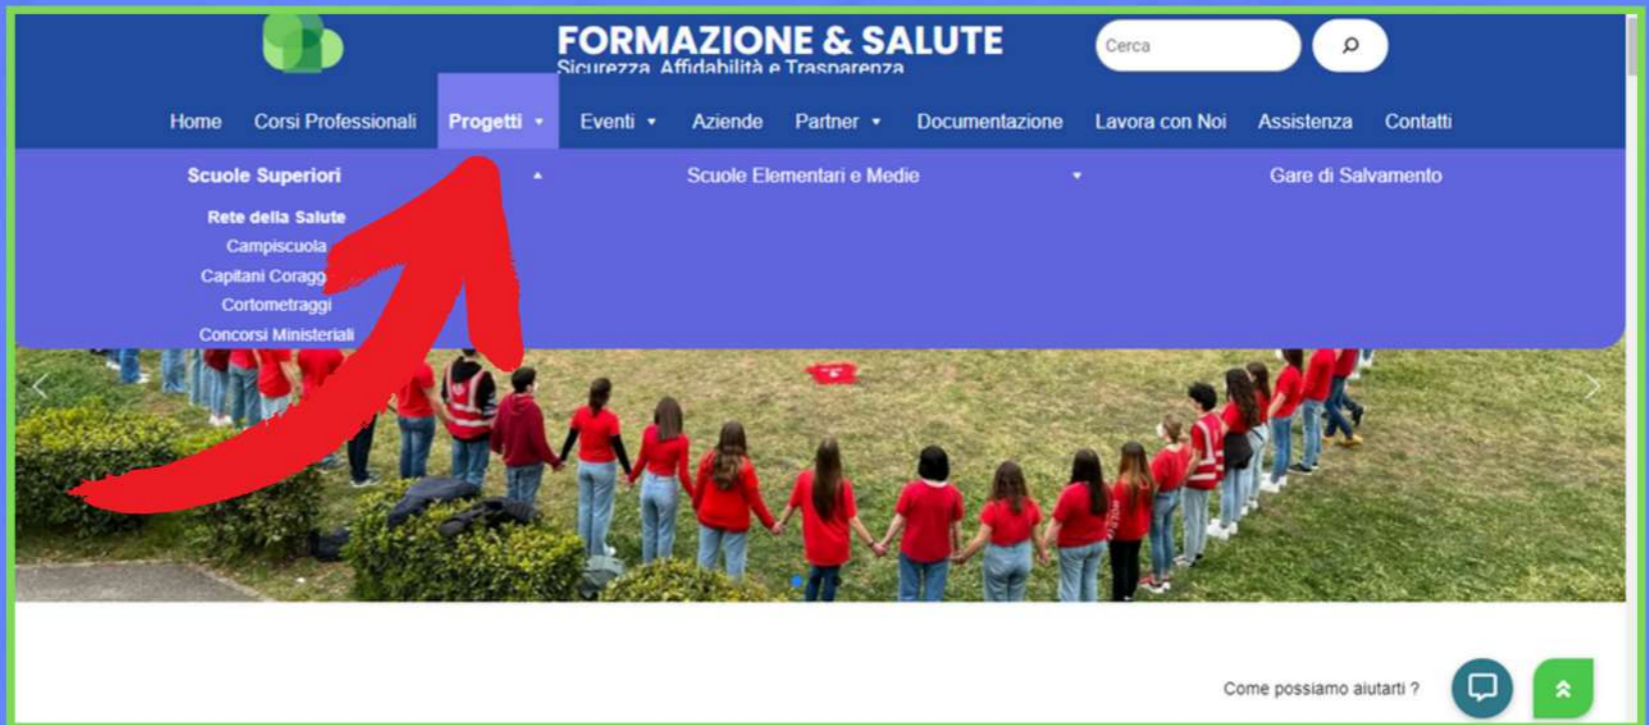 FORMAZIONE & SALUTE
Sicurezza Affidabilità e Trasparenza
Cerca
Home Corsi Professionali Progetti Eventi Aziende Partner Documentazione Lavora con Noi Assistenza Contatti
Scuole Superiori Scuole Elementari e Medie Gare di Salvamento
Rete della Salute
Campiscuola
Capitani Coragg
Cortometraggi
Concorsi Ministeriali
Come possiamo aiutarti ?